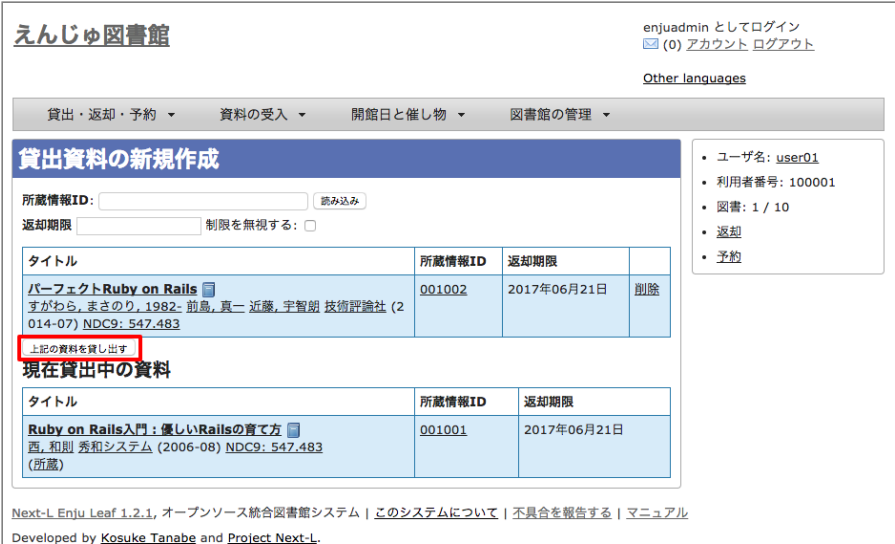 えんじゅ図書館
enjuadmin としてログイン
(0) アカウント ログアウト
Other languages
貸出・返却・予約 ▼ 資料の受入 ▼ 開館日と催し物 ▼ 図書館の管理 ▼
貸出資料の新規作成
所蔵情報ID: 読み込み
返却期限 制限を無視する:
タイトル 所蔵情報ID 返却期限
パーフェクトRuby on Rails 001002 2017年06月21日 削除
すがわら, まさのり, 1982- 前島, 真一 近藤, 宇智朗 技術評論社 (2
014-07) NDC9: 547.483
上記の資料を貸し出す
現在貸出中の資料
タイトル 所蔵情報ID 返却期限
Ruby on Rails入門：優しいRailsの育て方 001001 2017年06月21日
西, 和則 秀和システム (2006-08) NDC9: 547.483
(所蔵)
• ユーザ名: user01
• 利用者番号: 100001
• 図書: 1 / 10
• 返却
• 予約
Next-L Enju Leaf 1.2.1, オープンソース統合図書館システム | このシステムについて | 不具合を報告する | マニュアル
Developed by Kosuke Tanabe and Project Next-L.